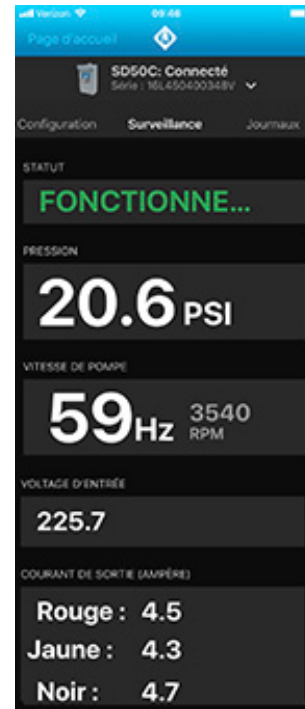 Verizon 09:46
Page d'accueil
SD50C: Connecté
Série : 16L450400348V
Configuration Surveillance Journaux
STATUT
FONCTIONNE...
PRESSION
20.6 PSI
VITESSE DE POMPE
59Hz 3540 RPM
VOLTAGE D'ENTRÉE
225.7
COURANT DE SORTIE (AMPÈRE)
Rouge : 4.5
Jaune : 4.3
Noir : 4.7